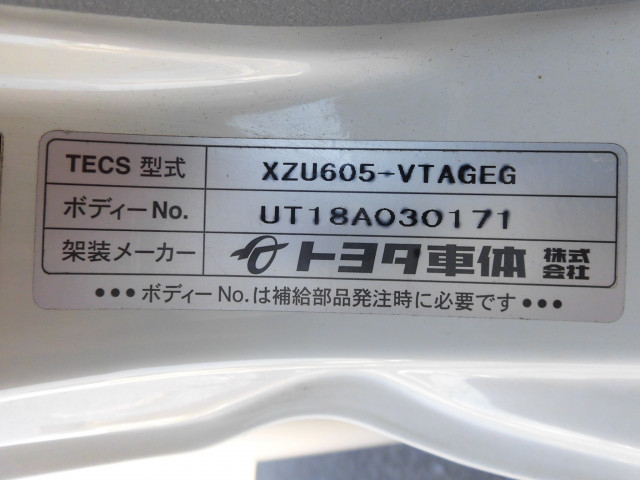 TECS 型式 XZU605-VTAGEG
ボディーNo. UT18A030171
架装メーカー トヨタ車体 株式会社
●●●ボディーNo.は補給部品発注時に必要です●●●